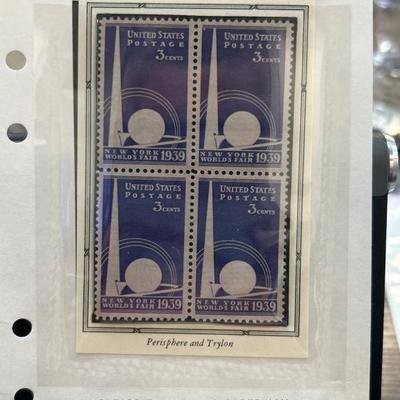 UNITED STATES
POSTAGE
3 CENTS
NEW YORK
WORLD'S FAIR 1939
UNITED STATES
POSTAGE
3 CENTS
NEW YORK
WORLD'S FAIR 1939
UNITED STATES
POSTAGE
3 CENTS
NEW YORK
WORLD'S FAIR 1939
UNITED STATES
POSTAGE
3 CENTS
NEW YORK
WORLD'S FAIR 1939
Perisphere and Trylon